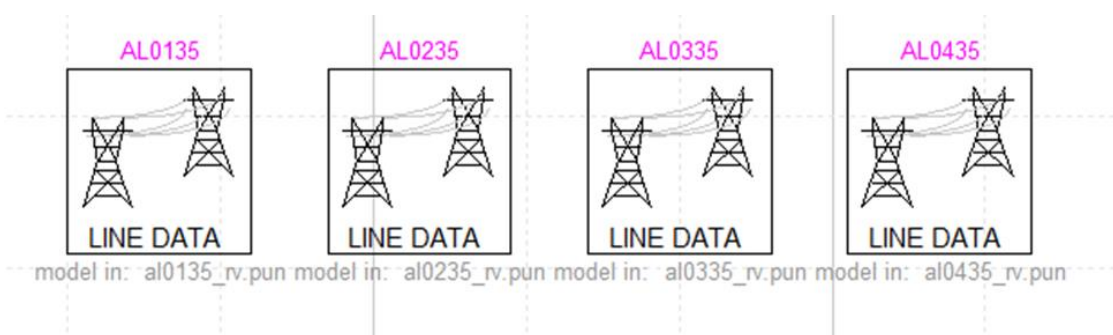 AL0135 AL0235 AL0335 AL0435
LINE DATA LINE DATA LINE DATA LINE DATA
model in: al0135_rv.pun model in: al0235_rv.pun model in: al0335_rv.pun model in: al0435_rv.pun